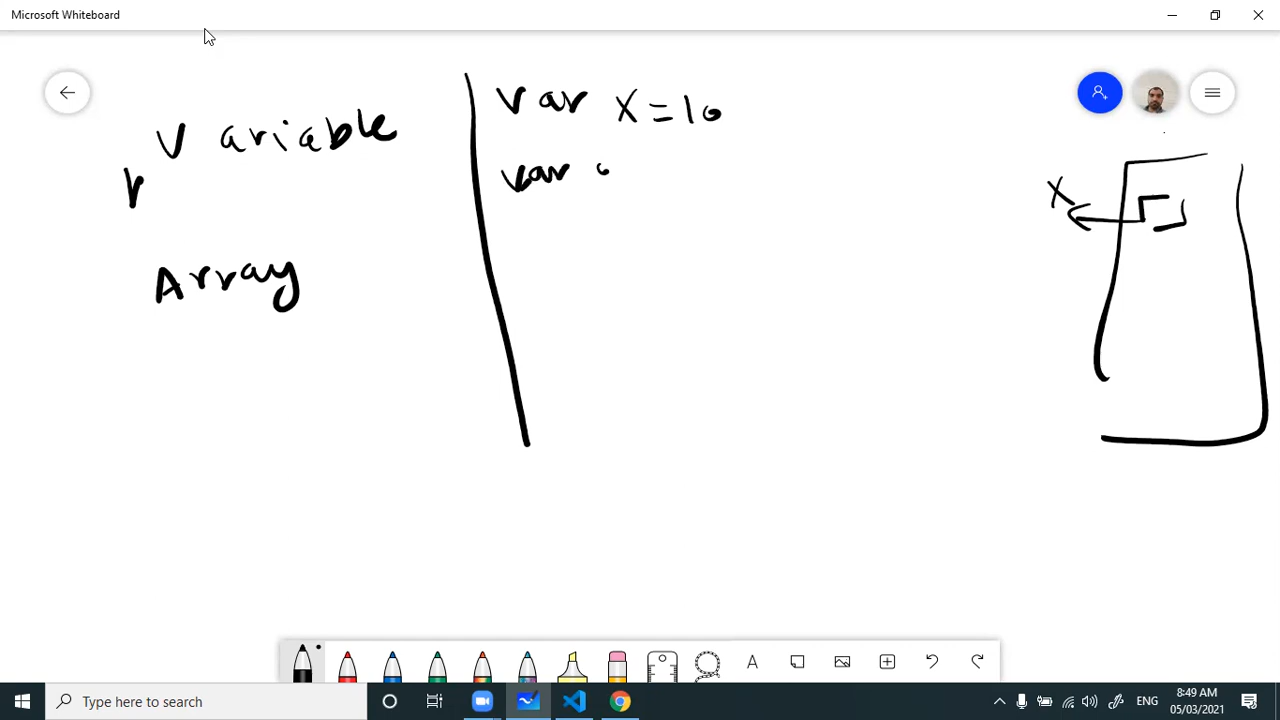 Microsoft Whiteboard
Variable
Array
var x = 10
var
X
Type here to search
ENG
8:49 AM
05/03/2021